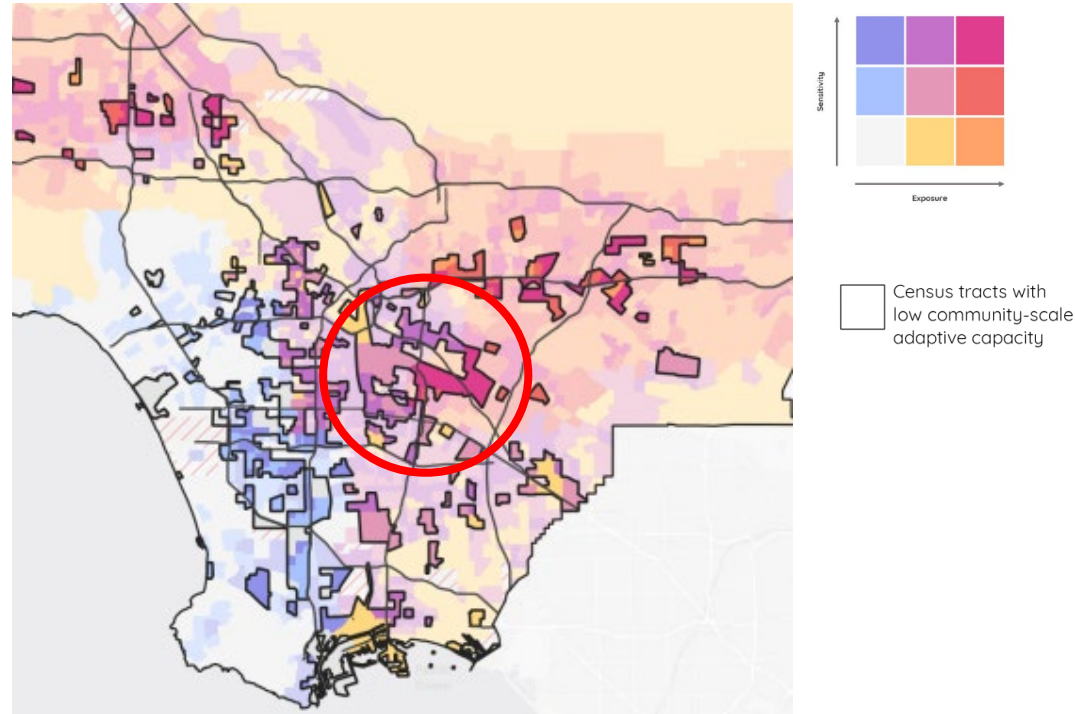 Sensitivity
Exposure
Census tracts with
low community-scale
adaptive capacity